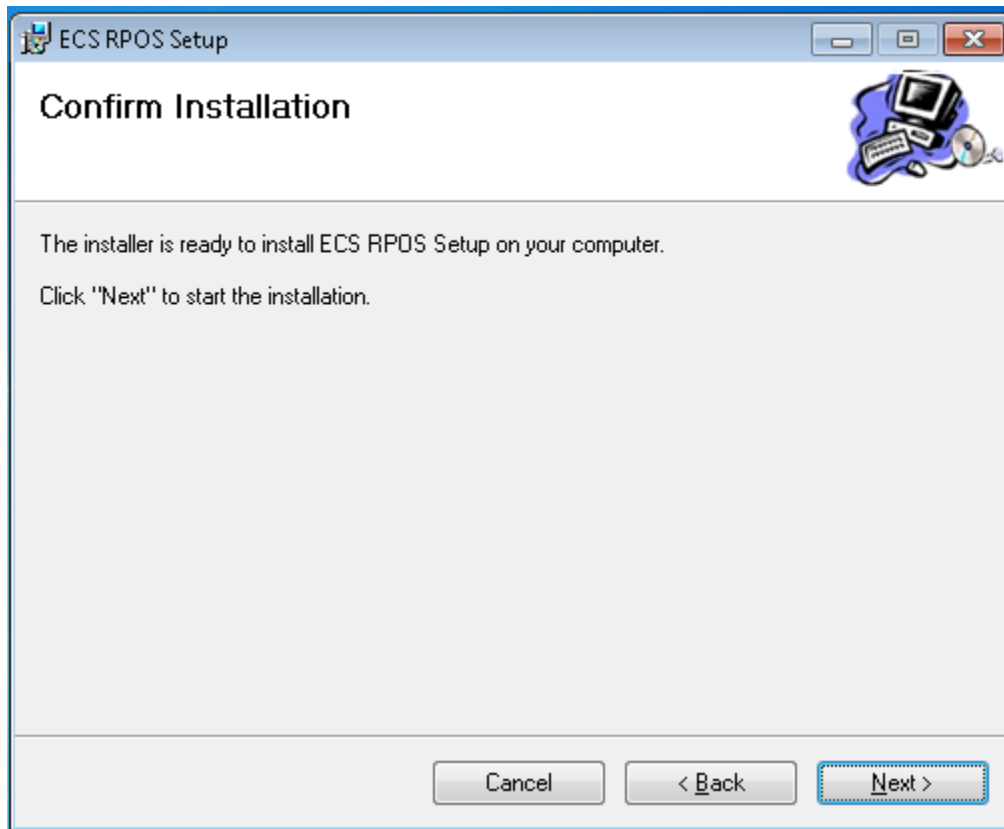 ECS RPOS Setup
Confirm Installation
The installer is ready to install ECS RPOS Setup on your computer.
Click "Next" to start the installation.
Cancel
< Back
Next >